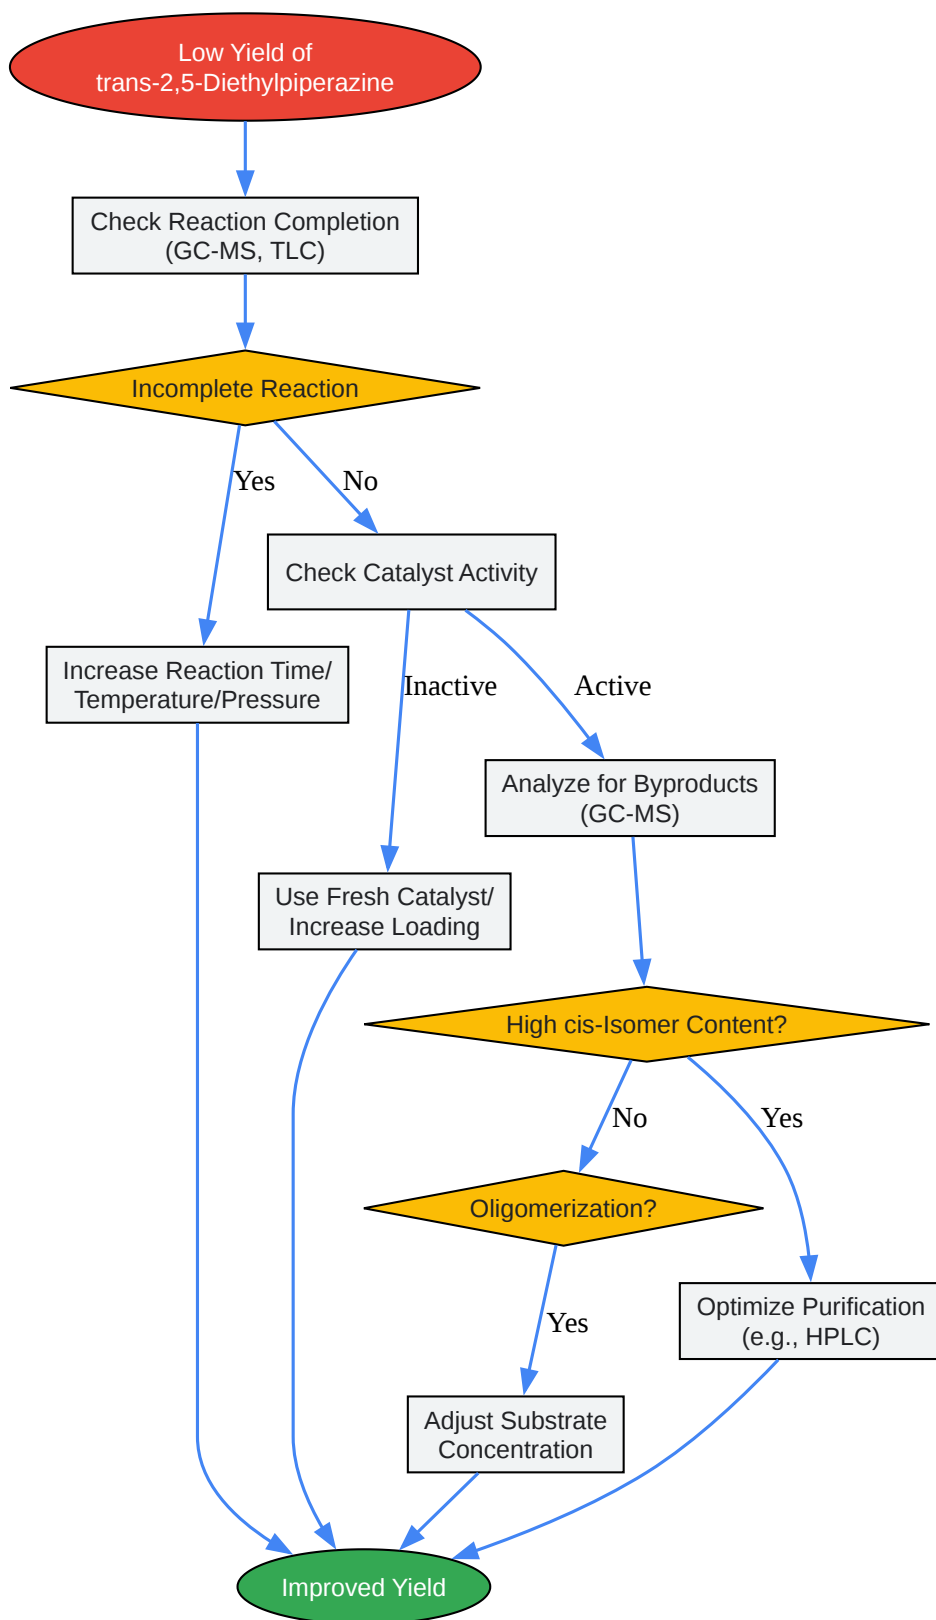 Low Yield of
trans-2,5-Diethylpiperazine
Check Reaction Completion
(GC-MS, TLC)
Incomplete Reaction
Yes
No
Check Catalyst Activity
Increase Reaction Time/
Temperature/Pressure
Inactive
Active
Analyze for Byproducts
(GC-MS)
Use Fresh Catalyst/
Increase Loading
High cis-Isomer Content?
No
Yes
Oligomerization?
Optimize Purification
(e.g., HPLC)
Yes
Adjust Substrate
Concentration
Improved Yield